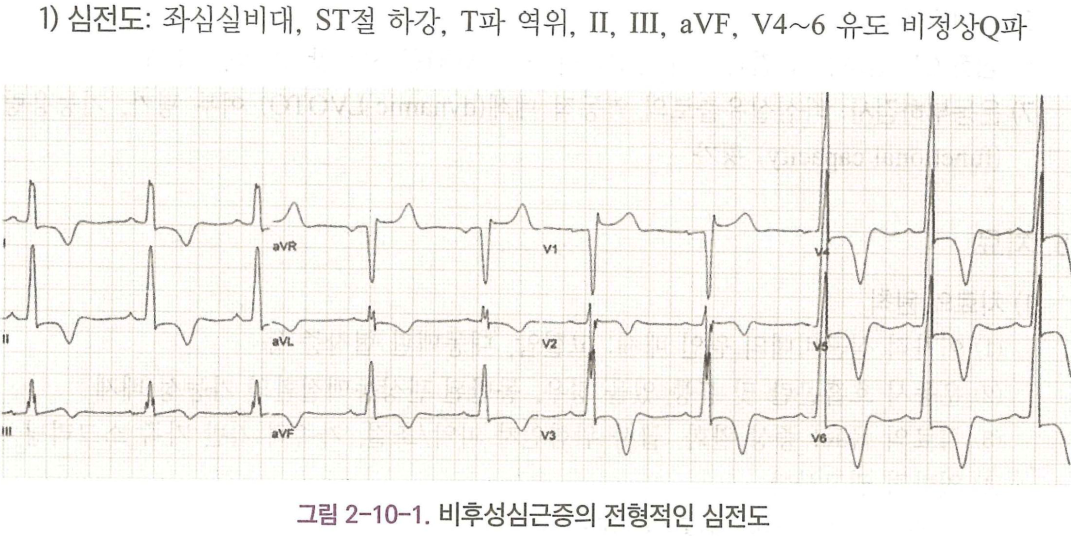 1) 심전도: 좌심실비대, ST절 하강, T파 역위, II, III, aVF, V4~6 유도 비정상Q파
I aVR V1 V4
II aVL V2 V5
III aVF V3 V6
그림 2-10-1. 비후성심근증의 전형적인 심전도